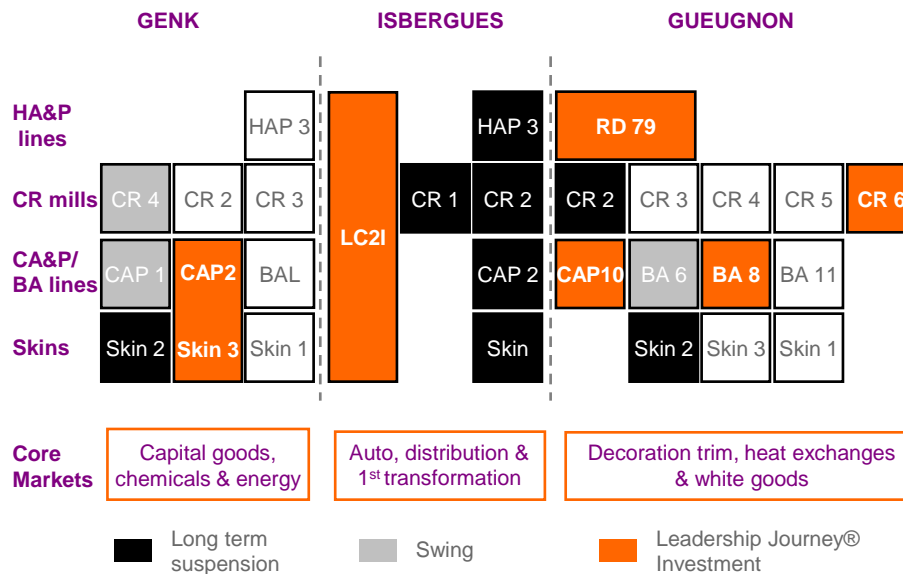 GENK ISBERGUES GUEUGNON
HA&P
lines
HAP 3 HAP 3 RD 79
CR mills CR 4 CR 2 CR 3 CR 1 CR 2 CR 2 CR 3 CR 4 CR 5 CR 6
LC2I
CA&P/
BA lines
CAP 1 CAP2 BAL CAP 2 CAP10 BA 6 BA 8 BA 11
Skins Skin 2 Skin 3 Skin 1 Skin Skin 2 Skin 3 Skin 1
Core
Markets
Capital goods,
chemicals & energy
Auto, distribution &
1st transformation
Decoration trim, heat exchanges
& white goods
Long term
suspension
Swing
Leadership Journey®
Investment